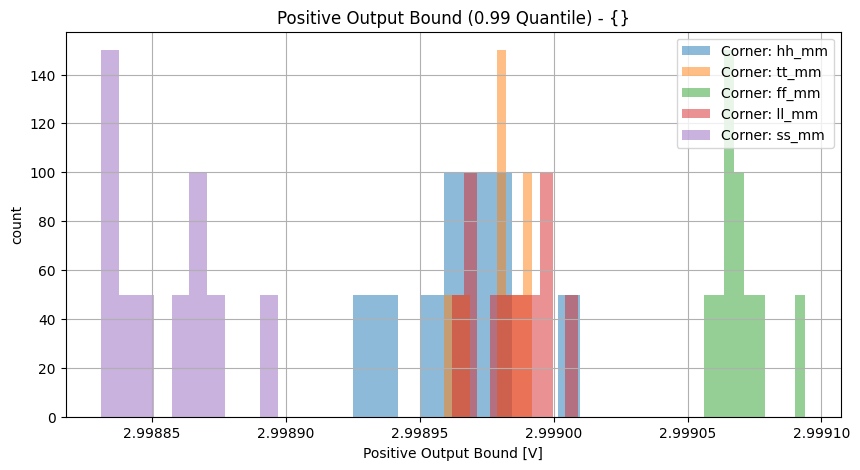 Positive Output Bound (0.99 Quantile) - {}
Corner: hh_mm
Corner: tt_mm
Corner: ff_mm
Corner: ll_mm
Corner: ss_mm
count
140
120
100
80
60
40
20
0
2.99885 2.99890 2.99895 2.99900 2.99905 2.99910
Positive Output Bound [V]